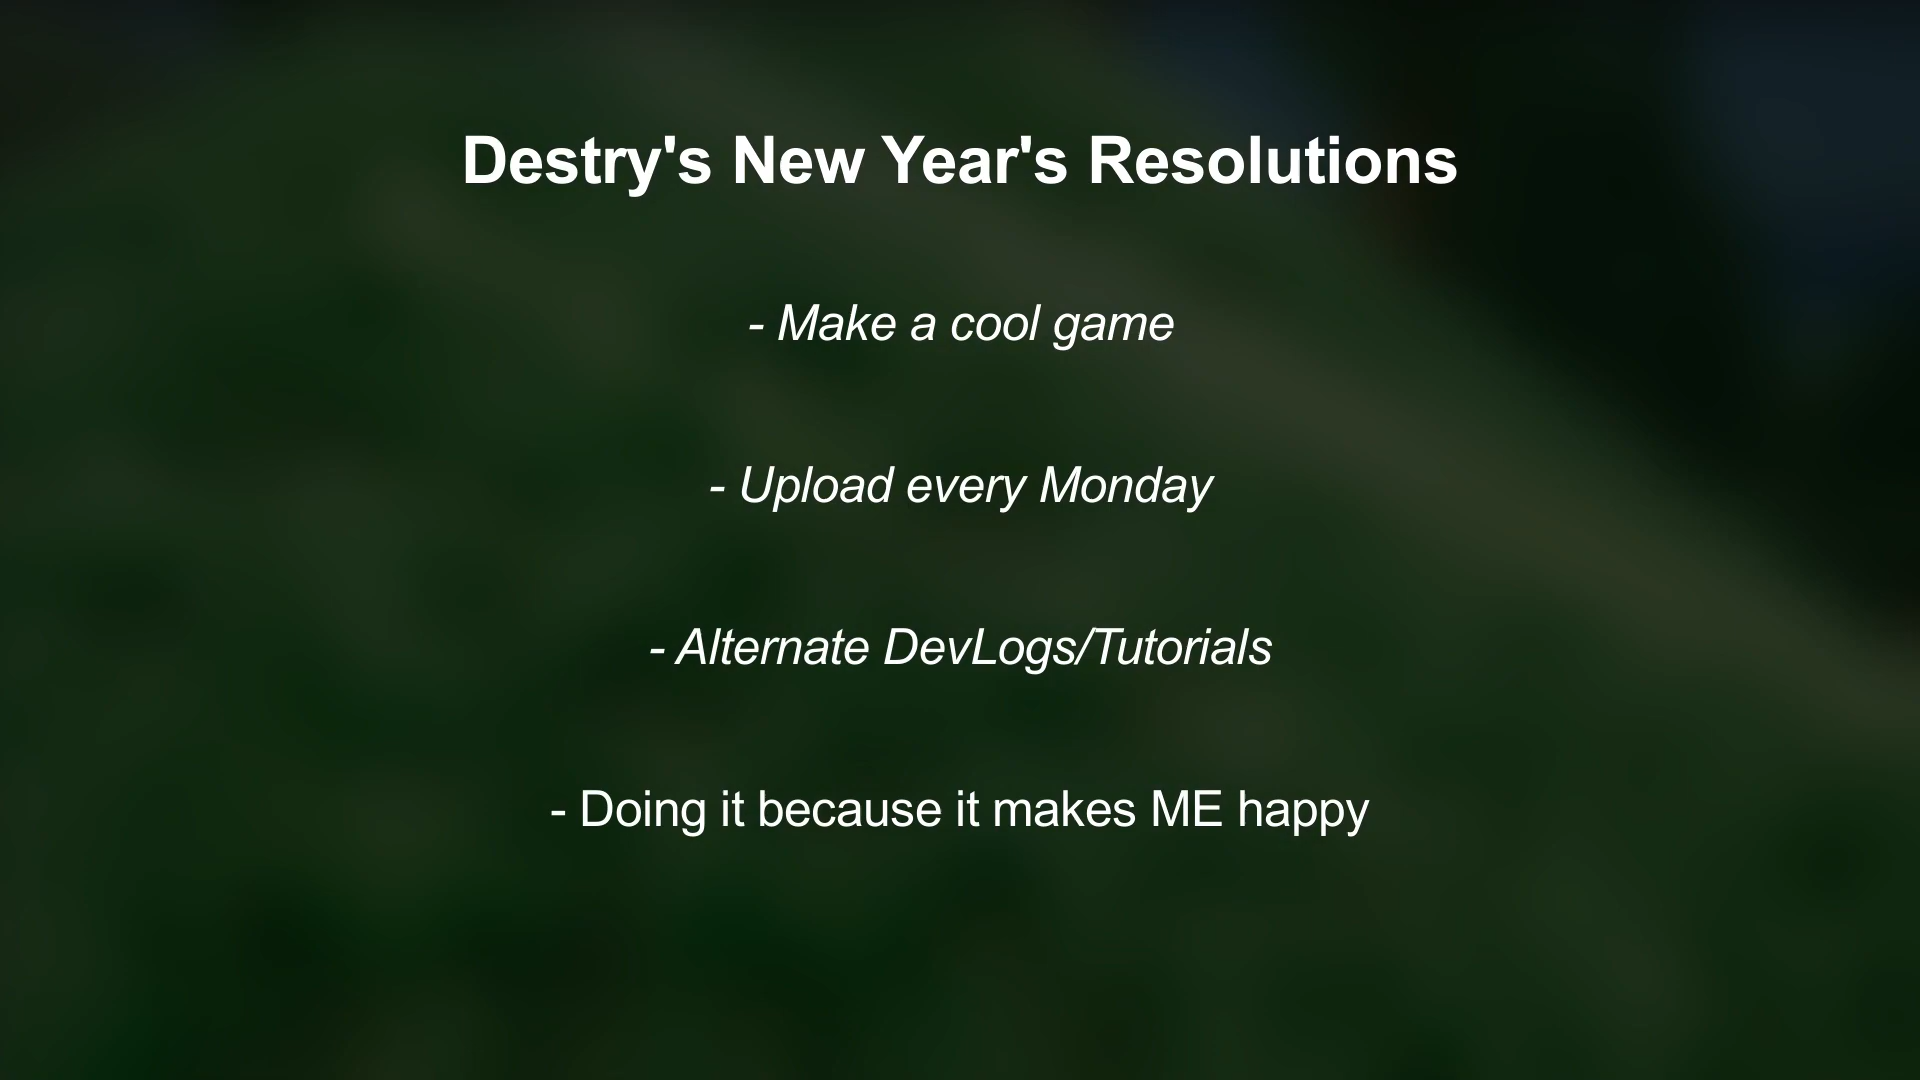 Destry's New Year's Resolutions
- Make a cool game
- Upload every Monday
- Alternate DevLogs/Tutorials
- Doing it because it makes ME happy